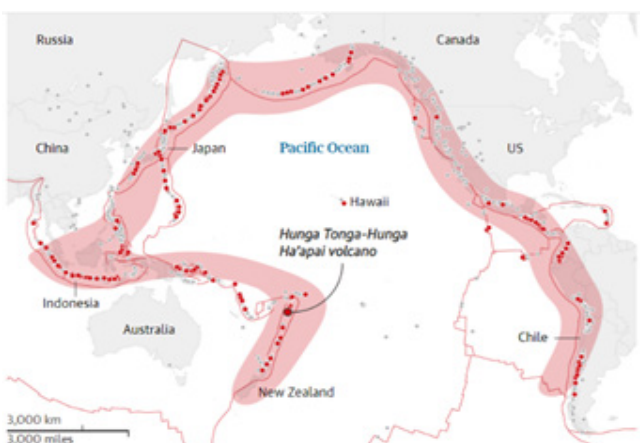 Russia
Canada
China
Japan
Pacific Ocean
US
Hawaii
Hunga Tonga-Hunga
Ha'apai volcano
Indonesia
Australia
Chile
New Zealand
3,000 km
3,000 miles